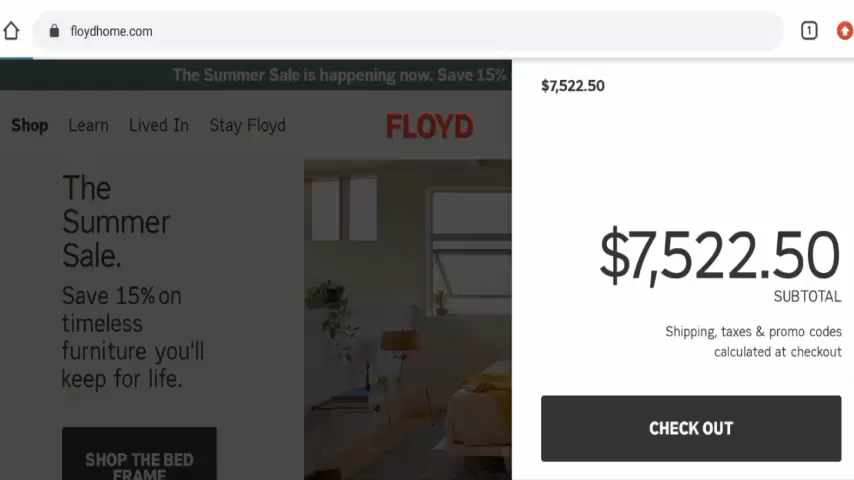 floydhome.com
1
The Summer Sale is happening now. Save 15%
$7,522.50
Shop Learn Lived In Stay Floyd
FLOYD
The
Summer
Sale.
Save 15% on
timeless
furniture you'll
keep for life.
SHOP THE BED
FRAME
$7,522.50
SUBTOTAL
Shipping, taxes & promo codes
calculated at checkout
CHECK OUT